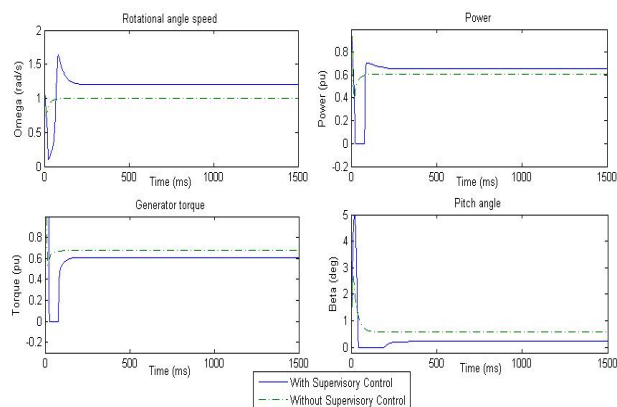 Rotational angle speed
2
1.5
1
0.5
0
Omega (rad/s)
0 500 1000 1500
Time (ms)
Power
0.8
0.6
0.4
0.2
0
-0.2
Power (pu)
0 500 1000 1500
Time (ms)
Generator torque
0.8
0.6
0.4
0.2
0
-0.2
Torque (pu)
0 500 1000 1500
Time (ms)
Pitch angle
5
4
3
2
1
0
Beta (deg)
0 500 1000 1500
Time (ms)
With Supervisory Control
Without Supervisory Control